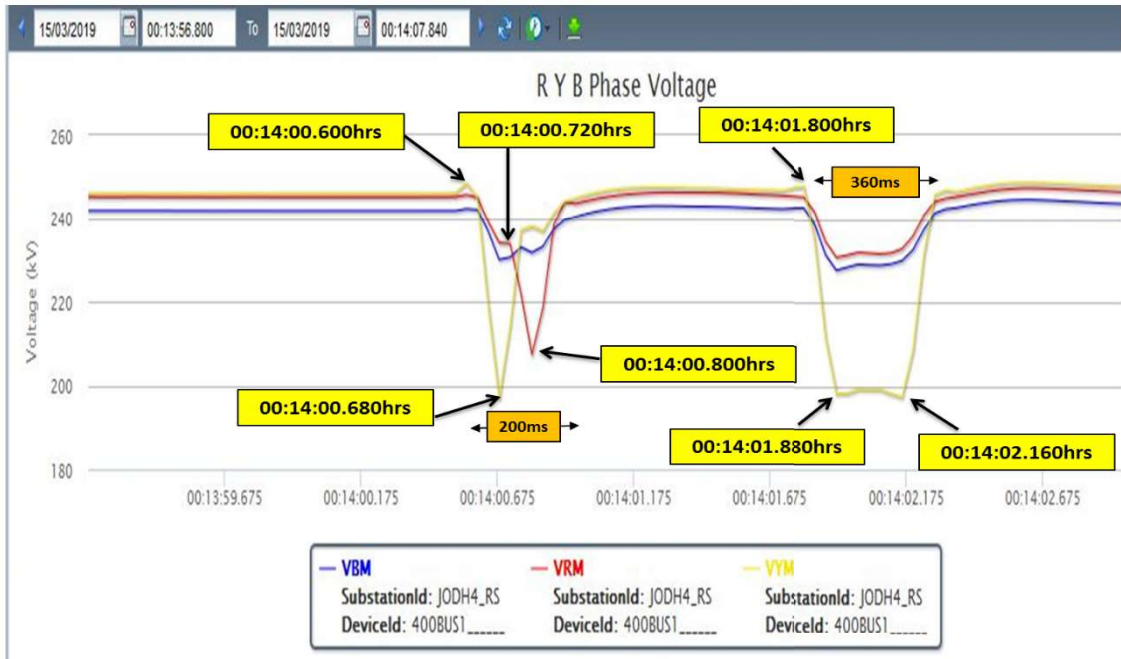 15/03/2019 00:13:56.800 To 15/03/2019 00:14:07.840
R Y B Phase Voltage
00:14:00.600hrs
00:14:00.720hrs
00:14:01.800hrs
360ms
260
240
220
200
180
Voltage (kV)
00:14:00.800hrs
00:14:00.680hrs
200ms
00:14:01.880hrs
00:14:02.160hrs
00:13:59.675 00:14:00.175 00:14:00.675 00:14:01.175 00:14:01.675 00:14:02.175 00:14:02.675
VBM
SubstationId: JODH4_RS
DeviceId: 400BUS1______
VRM
SubstationId: JODH4_RS
DeviceId: 400BUS1______
VYM
SubstationId: JODH4_RS
DeviceId: 400BUS1______